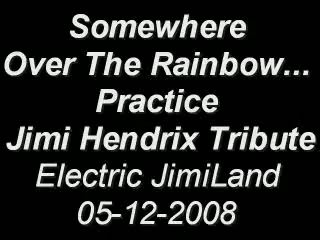 Somewhere
Over The Rainbow...
Practice
Jimi Hendrix Tribute
Electric JimiLand
05-12-2008